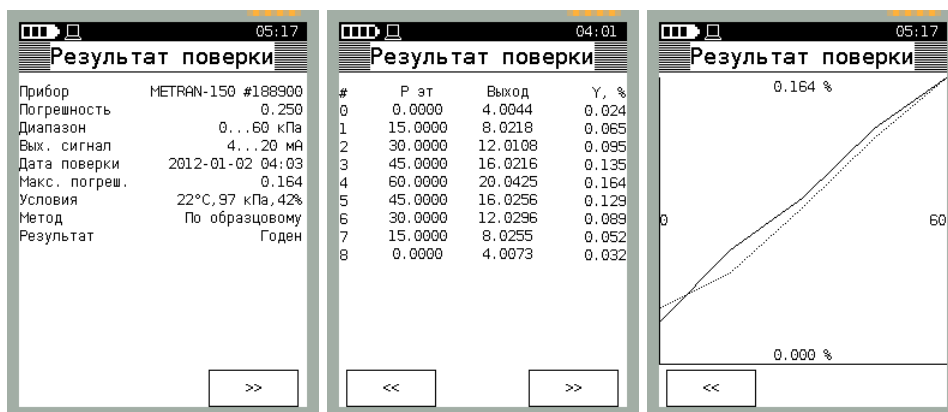 05:17
Результат поверки
Прибор METRAN-150 #188900
Погрешность 0.250
Диапазон 0...60 кПа
Вых. сигнал 4...20 мА
Дата поверки 2012-01-02 04:03
Макс. погреш. 0.164
Условия 22°C,97 кПа,42%
Метод По образцовому
Результат Годен
>>
04:01
Результат поверки
# P эт Выход Y, %
0 0.0000 4.0044 0.024
1 15.0000 8.0218 0.065
2 30.0000 12.0108 0.095
3 45.0000 16.0216 0.135
4 60.0000 20.0425 0.164
5 45.0000 16.0256 0.129
6 30.0000 12.0296 0.089
7 15.0000 8.0255 0.052
8 0.0000 4.0073 0.032
<< >>
05:17
Результат поверки
0.164 %
0 60
0.000 %
<<